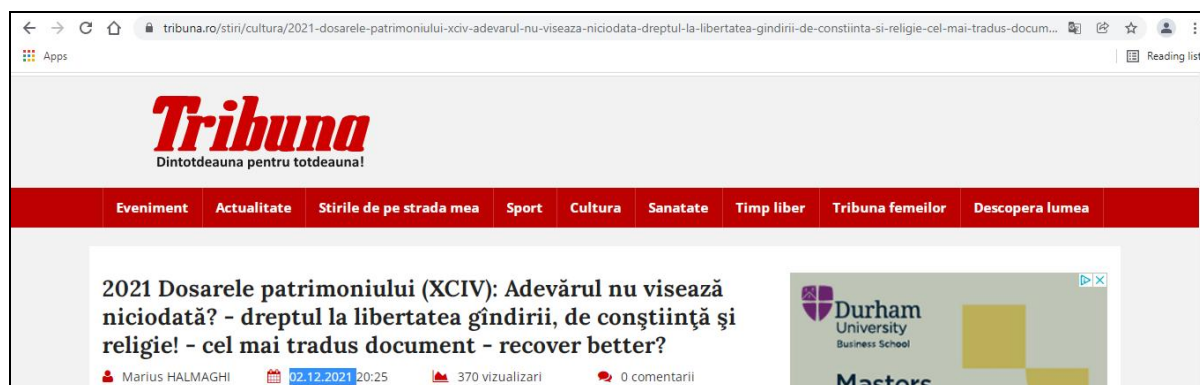 tribuna.ro/stiri/cultura/2021-dosarele-patrimoniului-xciv-adevarul-nu-viseaza-niciodata-dreptul-la-libertatea-gindirii-de-constiinta-si-religie-cel-mai-tradus-docum...
Apps
Reading list
Tribuna
Dintotdeauna pentru totdeauna!
Eveniment Actualitate Stirile de pe strada mea Sport Cultura Sanatate Timp liber Tribuna femeilor Descopera lumea
2021 Dosarele patrimoniului (XCIV): Adevărul nu visează
niciodată? - dreptul la libertatea gîndirii, de conştiinţă şi
religie! - cel mai tradus document - recover better?
Marius HALMAGHI 02.12.2021 20:25 370 vizualizari 0 comentarii
Durham
University
Business School
Masters